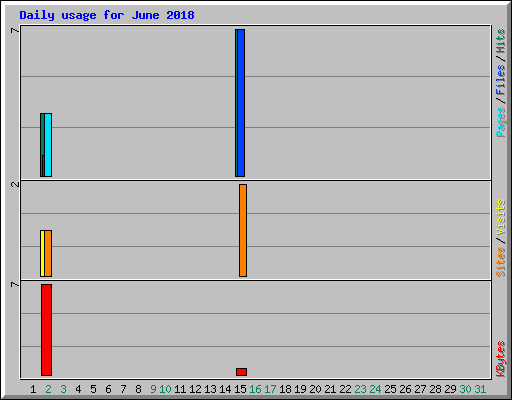 Daily usage for June 2018
7
2
7
Pages/Files/Hits
Sites/Visits
KBytes
1 2 3 4 5 6 7 8 9 10 11 12 13 14 15 16 17 18 19 20 21 22 23 24 25 26 27 28 29 30 31